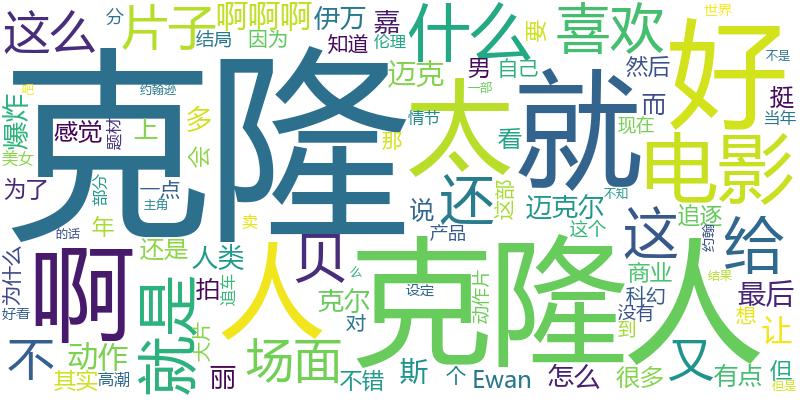 这么
分
片子
啊啊啊
伊万
嘉
什么
要
喜欢
好
世界
结局
因为
知道
伦理
迈克
男
自己
然后
不是
吧
约翰逊
克隆
一部
太
就
而
挺
当年
爆炸
感觉
题材
上
多
情节
那
看
现在
电影
美女
会
为了
部分
一点
主角
还
说
这部
迈克尔
不知
追逐
年
卖
的话
还是
产品
这个
这
约翰
给
为什么
啊
人类
人
贝
么
克隆人
商业
最后
拍
追车
克尔
设定
动作片
科幻
没有
结果
好看
就是
大片
对
到
想
让
不
动作
场面
丽
斯
又
其实
高潮
不错
个
Ewan
怎么
很多
有点
但
但是